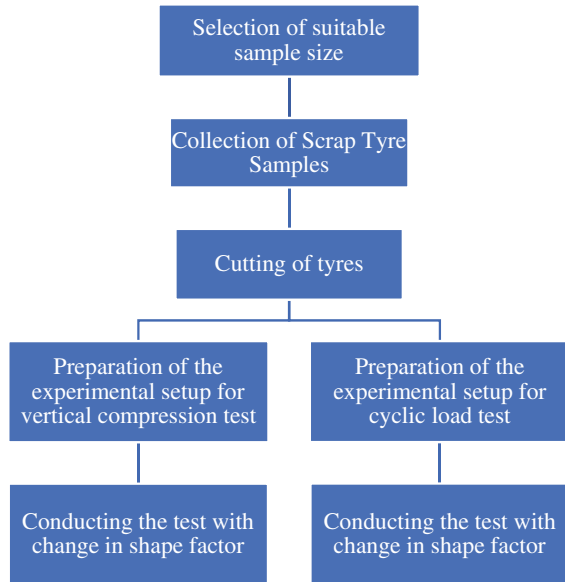 Selection of suitable
sample size
Collection of Scrap Tyre
Samples
Cutting of tyres
Preparation of the
experimental setup for
vertical compression test
Preparation of the
experimental setup for
cyclic load test
Conducting the test with
change in shape factor
Conducting the test with
change in shape factor